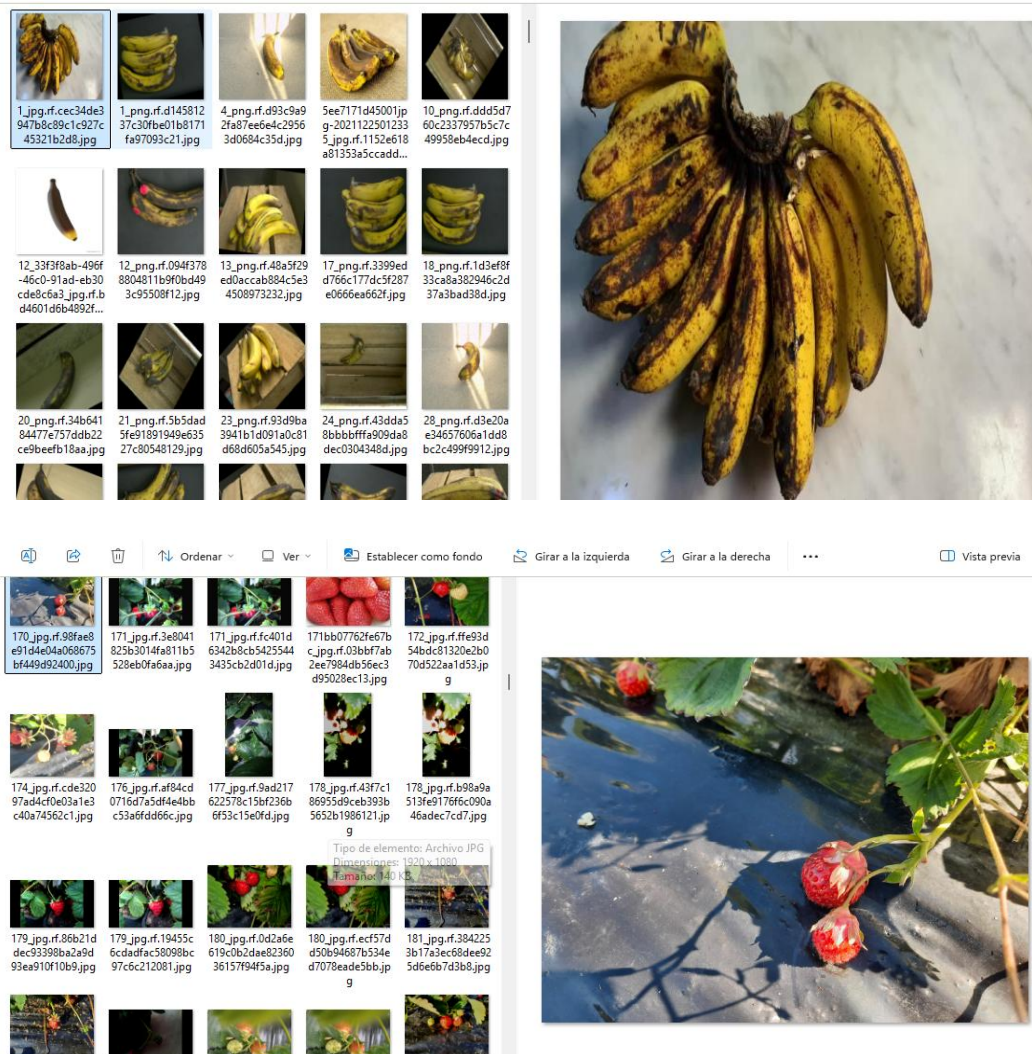 1_jpg.rf.cec34de3
947b8c89c1c927c
45321b2d8.jpg
1_png.rf.d145812
37c30fbe01b8171
fa97093c21.jpg
4_png.rf.d93c9a9
2fa87ee6e4c2956
3d0684c35d.jpg
5ee7171d45001jp
g-2021122501233
5_jpg.rf.1152e618
a81353a5ccadd...
10_png.rf.ddd5d7
60c2337957b5c7c
49958eb4ecd.jpg
12_33f3f8ab-496f
-46c0-91ad-eb30
cde8c6a3_jpg.rf.b
d4601d6b4892f...
12_png.rf.094f378
8804811b9f0bd49
3c95508f12.jpg
13_png.rf.48a5f29
ed0accab884c5e3
4508973232.jpg
17_png.rf.3399ed
d766c177dc5f287
e0666ea662f.jpg
18_png.rf.1d3ef8f
33ca8a382946c2d
37a3bad38d.jpg
20_png.rf.34b641
84477e757ddb22
ce9beefb18aa.jpg
21_png.rf.5b5dad
5fe91891949e635
27c80548129.jpg
23_png.rf.93d9ba
3941b1d091a0c81
d68d605a545.jpg
24_png.rf.43dda5
8bbbbfffa909da8
dec0304348d.jpg
28_png.rf.d3e20a
e34657606a1dd8
bc2c499f9912.jpg
Ordenar
Ver
Establecer como fondo
Girar a la izquierda
Girar a la derecha
Vista previa
170_jpg.rf.98fae8
e91d4e04a068675
bf449d92400.jpg
171_jpg.rf.3e8041
825b3014fa811b5
528eb0fa6aa.jpg
171_jpg.rf.fc401d
6342b8cb5425544
3435cb2d01d.jpg
171bb07762fe67b
c_jpg.rf.03bbf7ab
2ee7984db56ec3
d95028ec13.jpg
172_jpg.rf.ffe93d
54bdc81320e2b0
70d522aa1d53.jp
g
174_jpg.rf.cde320
97ad4cf0e03a1e3
c40a74562c1.jpg
176_jpg.rf.af84cd
0716d7a5df4e4bb
c53a6fdd66c.jpg
177_jpg.rf.9ad217
622578c15bf236b
6f53c15e0fd.jpg
178_jpg.rf.43f7c1
86955d9ceb393b
5652b1986121.jp
g
178_jpg.rf.b98a9a
513fe9176f6c090a
46adec7cd7.jpg
Tipo de elemento: Archivo JPG
Dimensiones: 1920 x 1080
Tamaño: 140 KB
179_jpg.rf.86b21d
dec93398ba2a9d
93ea910f10b9.jpg
179_jpg.rf.19455c
6cdadfac58098bc
97c6c212081.jpg
180_jpg.rf.0d2a6e
619c0b2dae82360
36157f94f5a.jpg
180_jpg.rf.ecf57d
d50b94687b534e
d7078eade5bb.jp
g
181_jpg.rf.384225
3b17a3ec68dee92
5d6e6b7d3b8.jpg